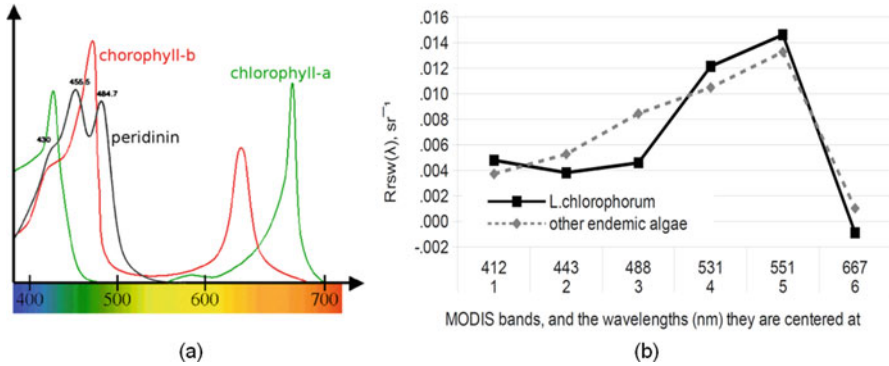 (a)
chorophyll-b
chlorophyll-a
peridinin
430
455.5
484.7
400 500 600 700
(b)
.016
.014
.012
.010
.008
.006
.004
.002
.000
-.002
Rrsw(λ), sr⁻¹
L.chlorophorum
other endemic algae
412 443 488 531 551 667
1 2 3 4 5 6
MODIS bands, and the wavelengths (nm) they are centered at
(a)
(b)